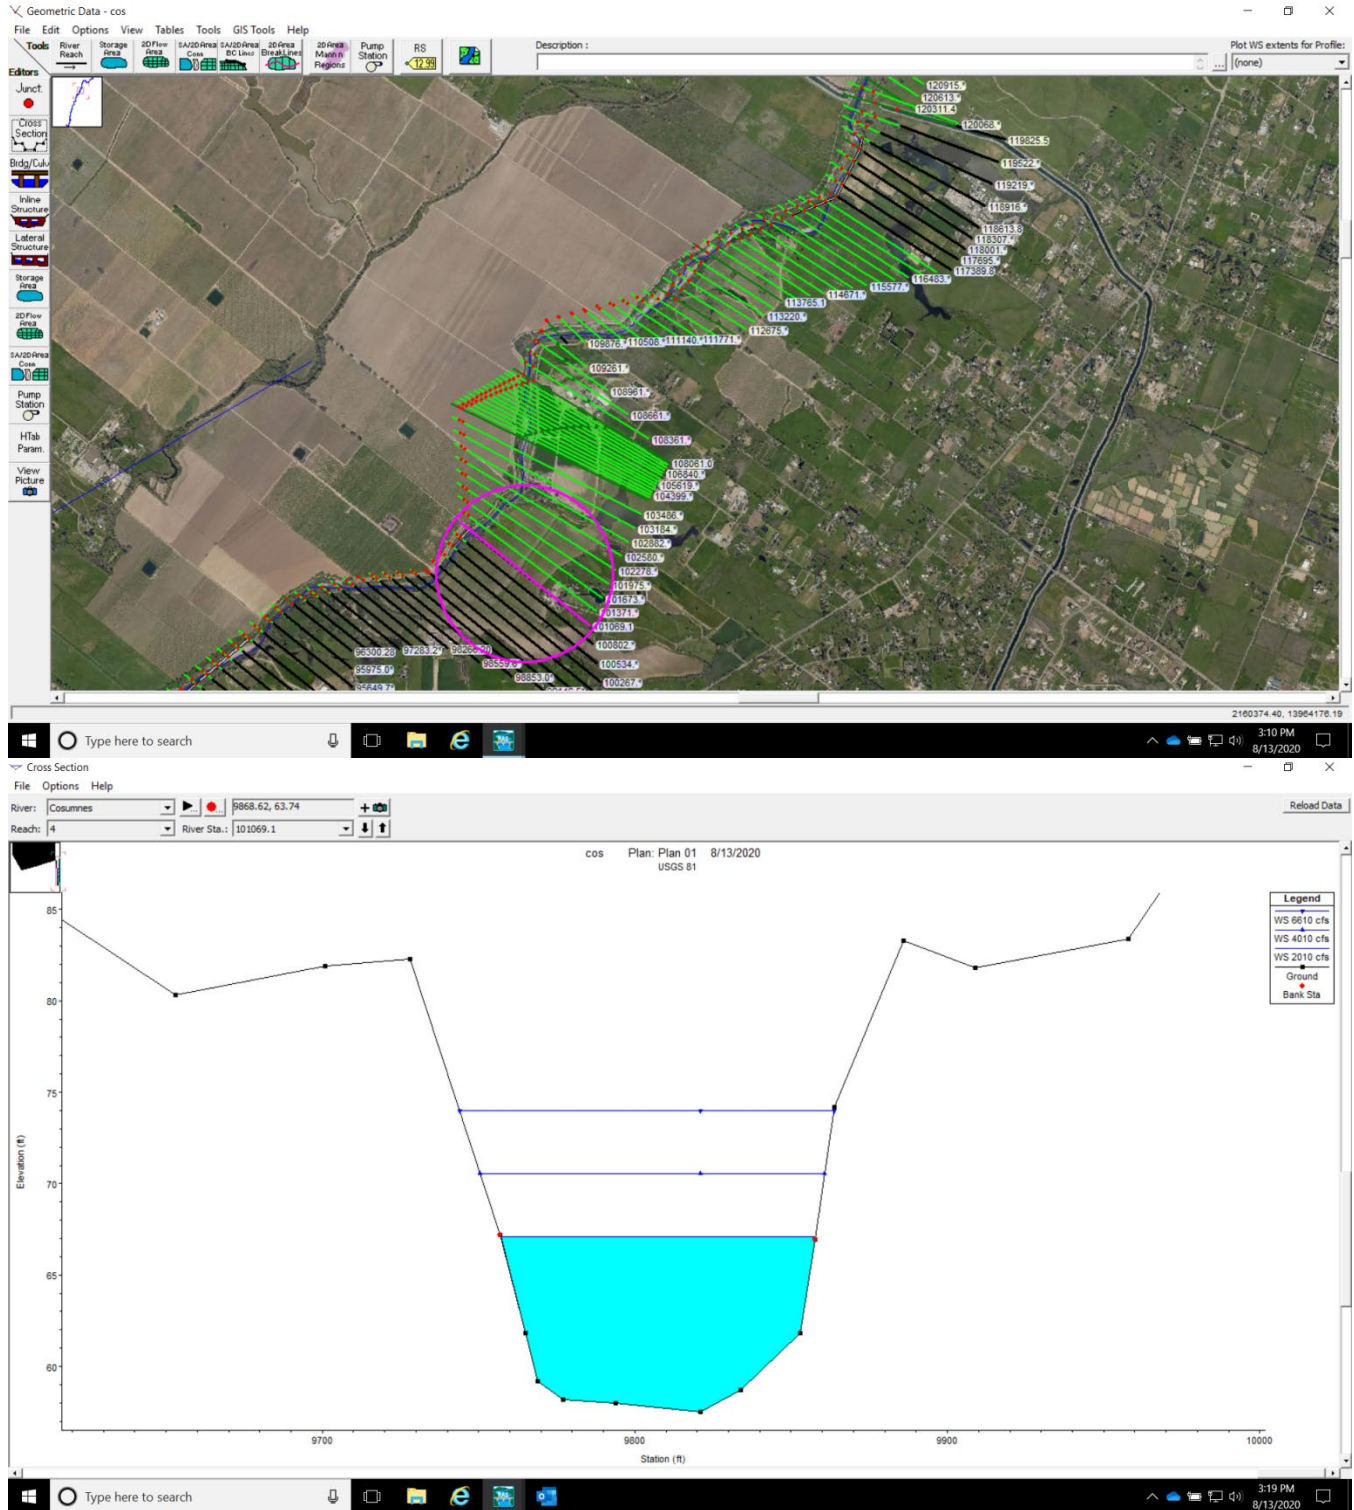 Geometric Data - cos
File Edit Options View Tables Tools GIS Tools Help
Tools
River Reach
Storage Area
2D Flow Area
SA/2D Area Conn
SA/2D Area BC Lines
2D Area BreakLines
2D Area Mann n Regions
Pump Station
RS
12.99
Description :
...
Plot WS extents for Profile:
(none)
Editors
Junct.
Cross Section
Brdg/Culv
Inline Structure
Lateral Structure
Storage Area
2D Flow Area
SA/2D Area Conn
Pump Station
HTab Param.
View Picture
120915.*
120613.*
120311.4
120068.*
119825.5
119522.*
119219.*
118916.*
118613.8
118307.*
118001.*
117695.*
117389.8
116483.*
115577.*
114671.*
113765.1
113220.*
112675.*
109876.* 110508.* 111140.* 111771.*
109261.*
108961.*
108661.*
108361.*
108061.0
106840.*
105619.*
104399.*
103486.*
103184.*
102882.*
102580.*
102278.*
101975.*
101673.*
101371.*
101069.1
100802.*
100534.*
100267.*
96300.28 97283.2*
95975.0*
95649.7*
98853.0*
2160374.40, 13964176.19
Type here to search
3:10 PM
8/13/2020
Cross Section
File Options Help
River: Cosumnes
9868.62, 63.74
Reload Data
Reach: 4
River Sta.: 101069.1
cos Plan: Plan 01 8/13/2020
USGS 81
Legend
WS 6610 cfs
WS 4010 cfs
WS 2010 cfs
Ground
Bank Sta
85
80
75
70
65
60
Elevation (ft)
9700 9800 9900 10000
Station (ft)
Type here to search
3:19 PM
8/13/2020